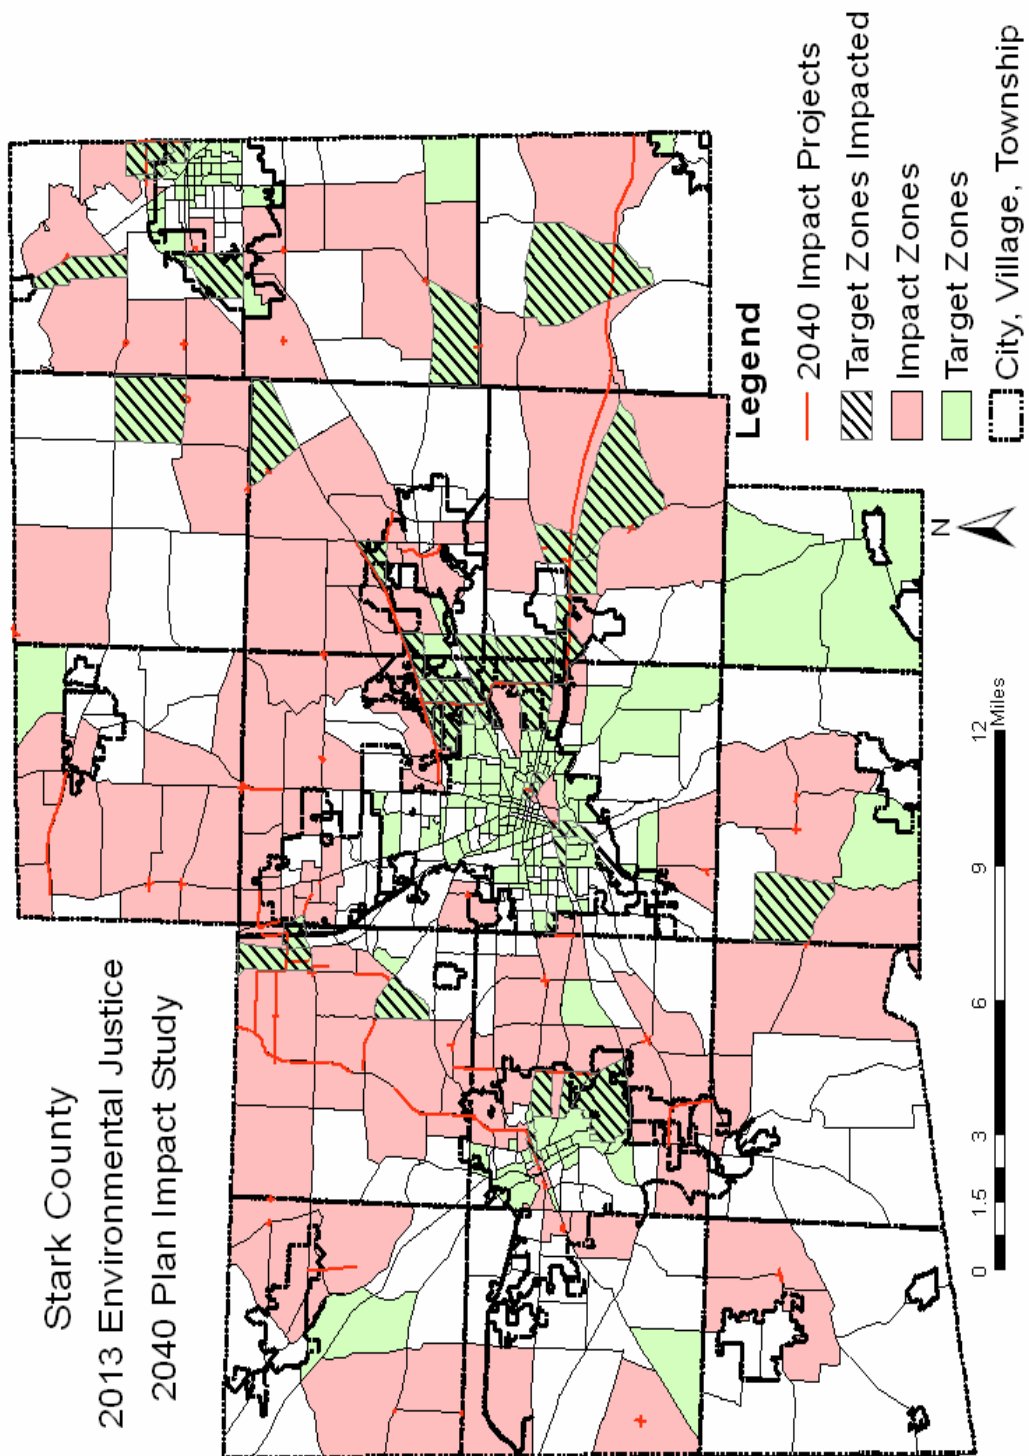 Stark County
2013 Environmental Justice
2040 Plan Impact Study
Legend
2040 Impact Projects
Target Zones Impacted
Impact Zones
Target Zones
City, Village, Township
N
0 1.5 3 6 9 12
Miles